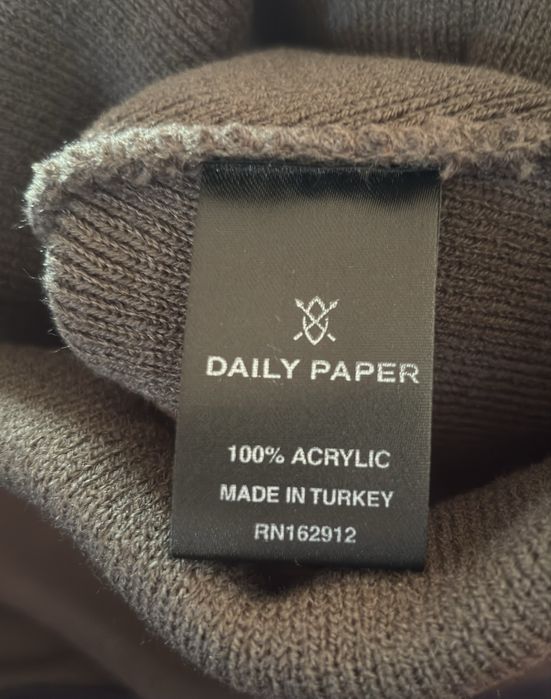 DAILY PAPER
100% ACRYLIC
MADE IN TURKEY
RN162912